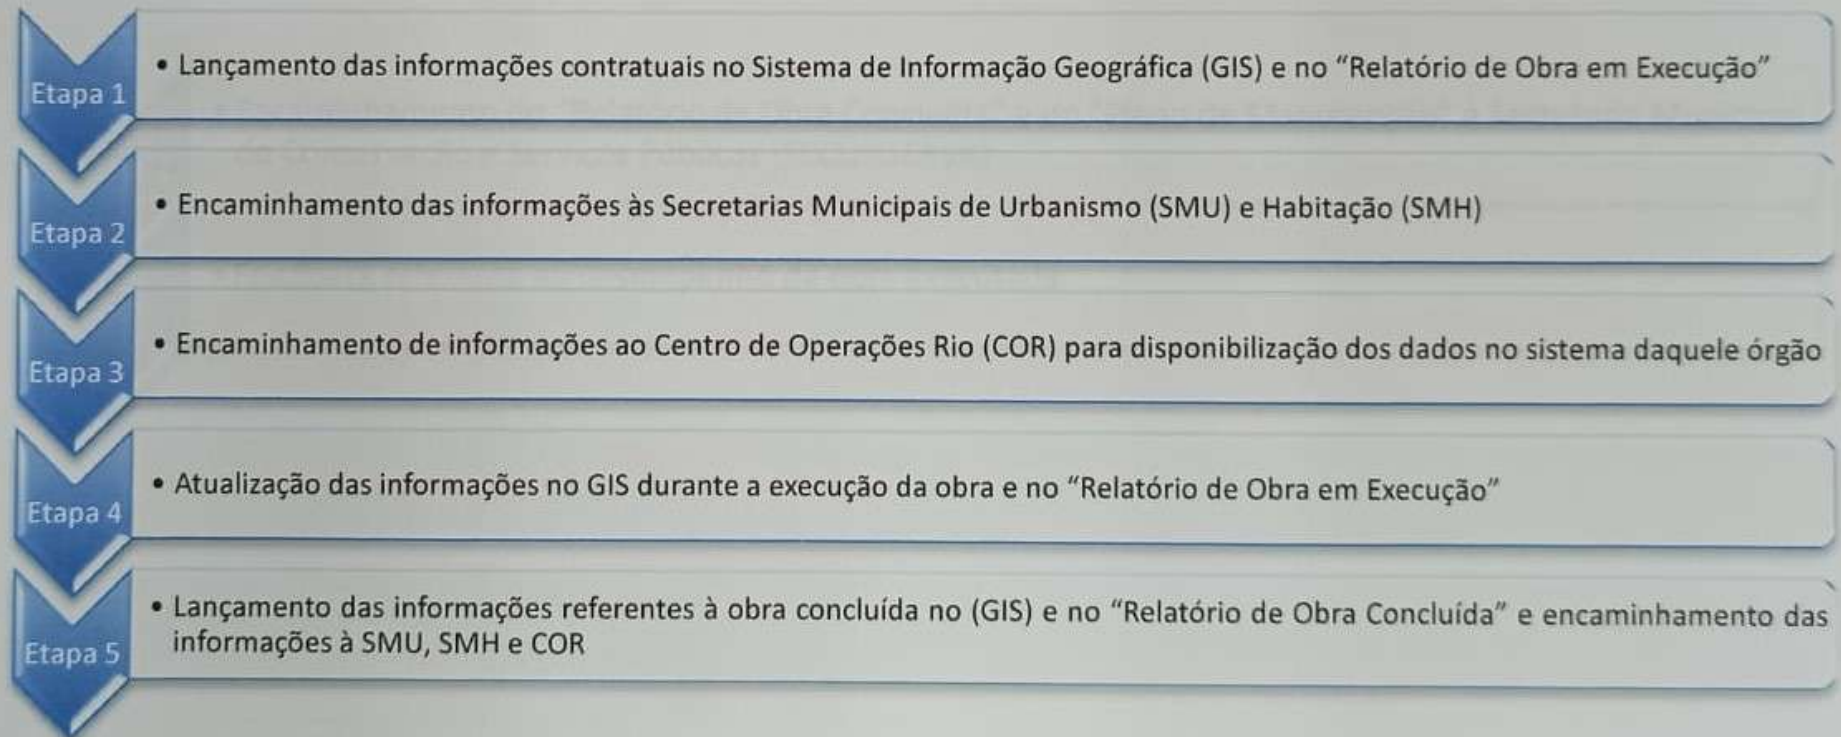 Etapa 1
• Lançamento das informações contratuais no Sistema de Informação Geográfica (GIS) e no “Relatório de Obra em Execução”
Etapa 2
• Encaminhamento das informações às Secretarias Municipais de Urbanismo (SMU) e Habitação (SMH)
Etapa 3
• Encaminhamento de informações ao Centro de Operações Rio (COR) para disponibilização dos dados no sistema daquele órgão
Etapa 4
• Atualização das informações no GIS durante a execução da obra e no “Relatório de Obra em Execução”
Etapa 5
• Lançamento das informações referentes à obra concluída no (GIS) e no “Relatório de Obra Concluída” e encaminhamento das
informações à SMU, SMH e COR